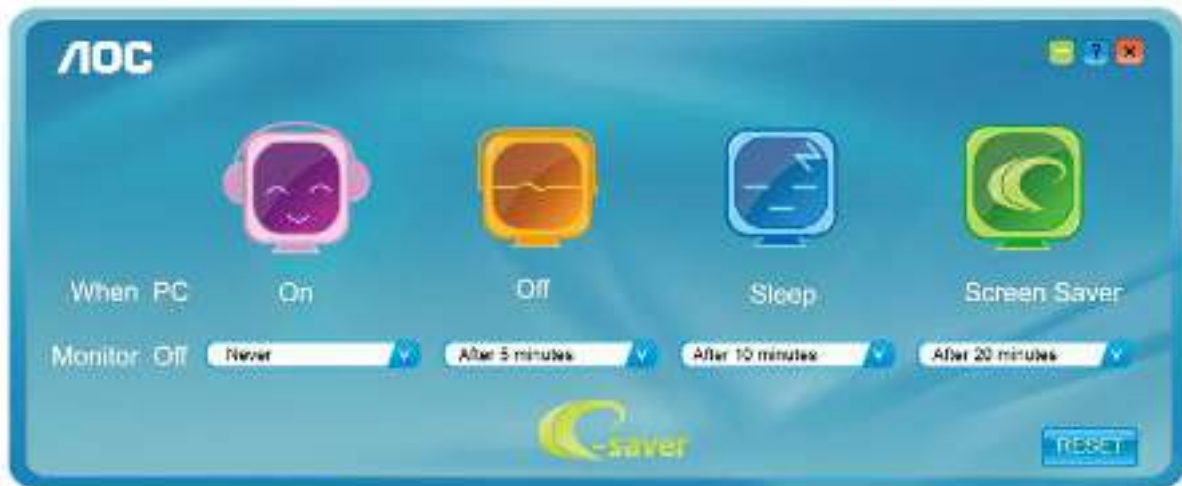 AOC
?
When PC On Off Sleep Screen Saver
Monitor Off Never After 5 minutes After 10 minutes After 20 minutes
e-saver
RESET